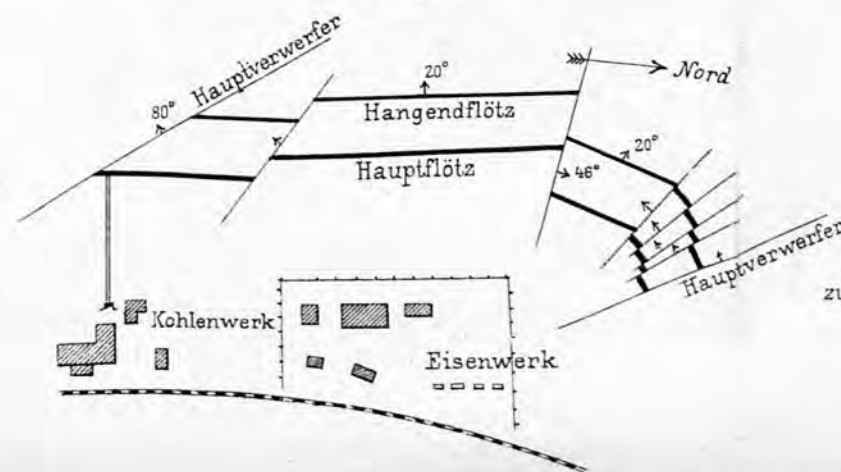 Hauptverwerfer
80°
20°
Nord
Hangendflötz
Hauptflötz
46°
20°
Hauptverwerfer
zu
Kohlenwerk
Eisenwerk